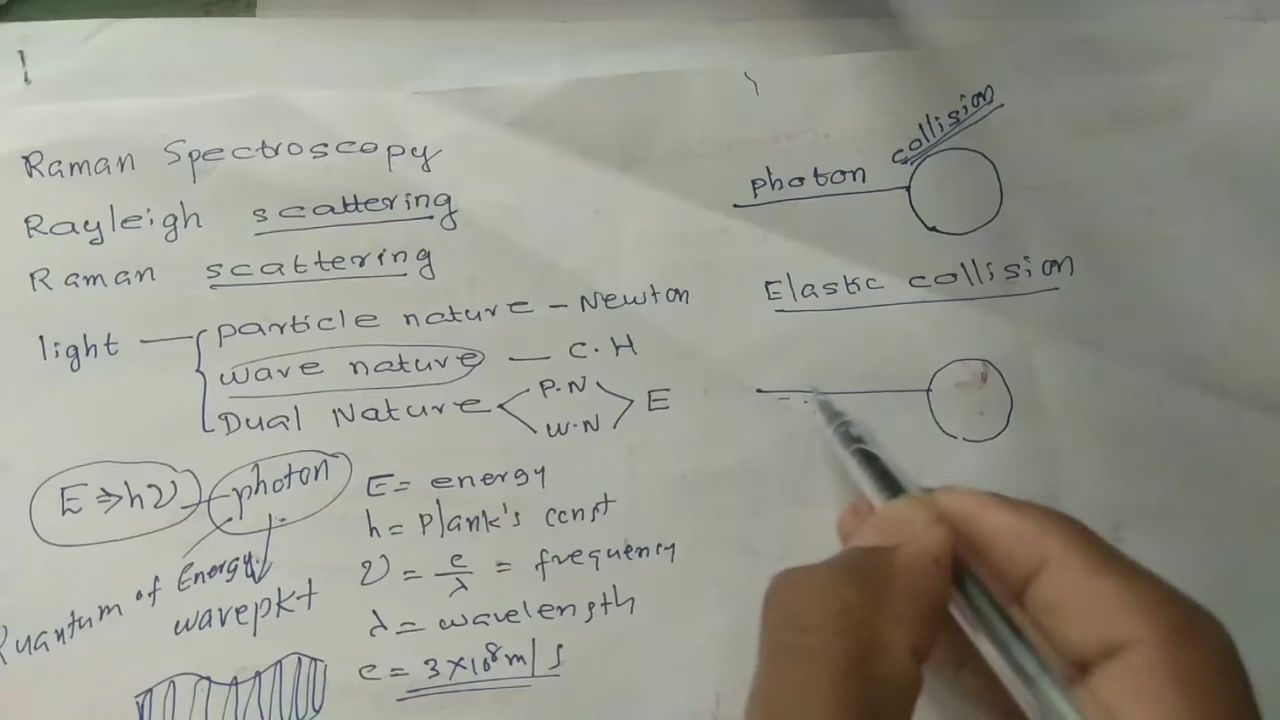 Raman Spectroscopy
Rayleigh scattering
Raman scattering
light — particle nature - Newton
wave nature — C.H
Dual Nature P.N W.N E
E ⇒ hν photon
Quantum of Energy
wavepkt
E = energy
h = Plank's const
ν = c/λ = frequency
λ = wavelength
c = 3×10⁸ m/s
photon collision
Elastic collision